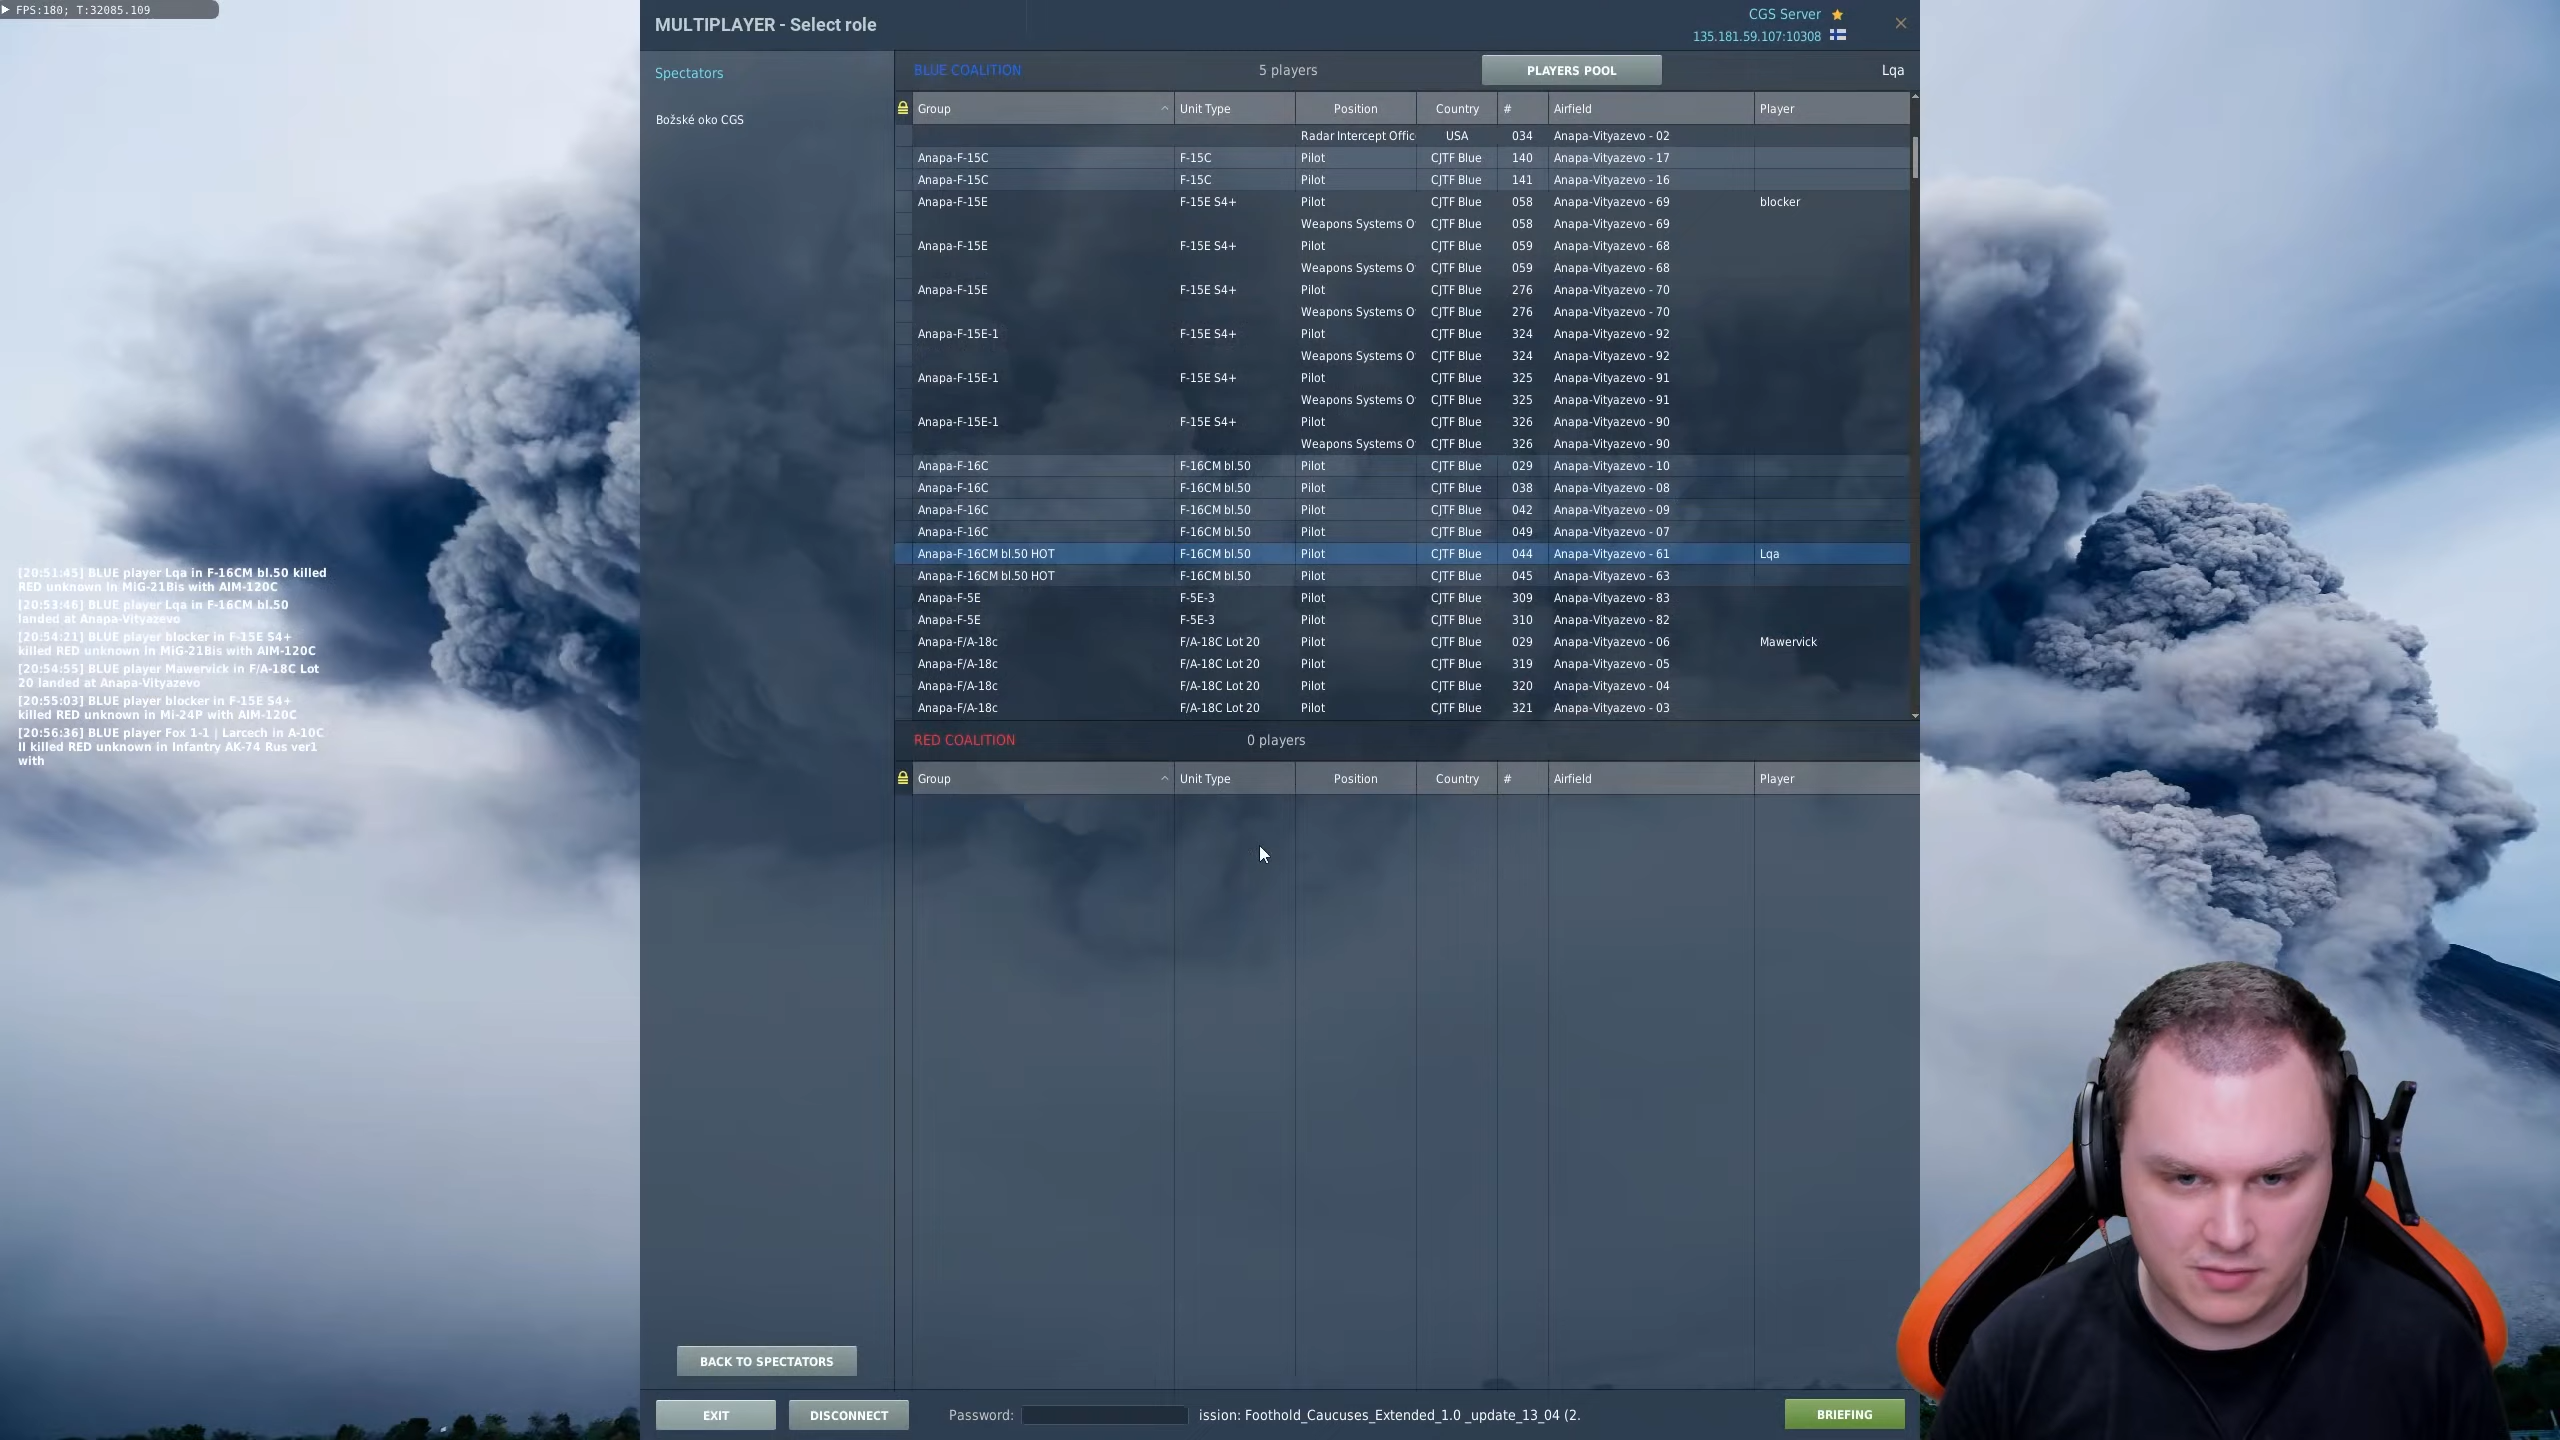 FPS:180; T:32085.109
MULTIPLAYER - Select role
CGS Server
135.181.59.107:10308
Spectators
Božské oko CGS
BLUE COALITION 5 players PLAYERS POOL Lqa
Group Unit Type Position Country # Airfield Player
Radar Intercept Offic USA 034 Anapa-Vityazevo - 02
Anapa-F-15C F-15C Pilot CJTF Blue 140 Anapa-Vityazevo - 17
Anapa-F-15C F-15C Pilot CJTF Blue 141 Anapa-Vityazevo - 16
Anapa-F-15E F-15E S4+ Pilot CJTF Blue 058 Anapa-Vityazevo - 69 blocker
Weapons Systems O CJTF Blue 058 Anapa-Vityazevo - 69
Anapa-F-15E F-15E S4+ Pilot CJTF Blue 059 Anapa-Vityazevo - 68
Weapons Systems O CJTF Blue 059 Anapa-Vityazevo - 68
Anapa-F-15E F-15E S4+ Pilot CJTF Blue 276 Anapa-Vityazevo - 70
Weapons Systems O CJTF Blue 276 Anapa-Vityazevo - 70
Anapa-F-15E-1 F-15E S4+ Pilot CJTF Blue 324 Anapa-Vityazevo - 92
Weapons Systems O CJTF Blue 324 Anapa-Vityazevo - 92
Anapa-F-15E-1 F-15E S4+ Pilot CJTF Blue 325 Anapa-Vityazevo - 91
Weapons Systems O CJTF Blue 325 Anapa-Vityazevo - 91
Anapa-F-15E-1 F-15E S4+ Pilot CJTF Blue 326 Anapa-Vityazevo - 90
Weapons Systems O CJTF Blue 326 Anapa-Vityazevo - 90
Anapa-F-16C F-16CM bl.50 Pilot CJTF Blue 029 Anapa-Vityazevo - 10
Anapa-F-16C F-16CM bl.50 Pilot CJTF Blue 038 Anapa-Vityazevo - 08
Anapa-F-16C F-16CM bl.50 Pilot CJTF Blue 042 Anapa-Vityazevo - 09
Anapa-F-16C F-16CM bl.50 Pilot CJTF Blue 049 Anapa-Vityazevo - 07
Anapa-F-16CM bl.50 HOT F-16CM bl.50 Pilot CJTF Blue 044 Anapa-Vityazevo - 61 Lqa
Anapa-F-16CM bl.50 HOT F-16CM bl.50 Pilot CJTF Blue 045 Anapa-Vityazevo - 63
Anapa-F-5E F-5E-3 Pilot CJTF Blue 309 Anapa-Vityazevo - 83
Anapa-F-5E F-5E-3 Pilot CJTF Blue 310 Anapa-Vityazevo - 82
Anapa-F/A-18c F/A-18C Lot 20 Pilot CJTF Blue 029 Anapa-Vityazevo - 06 Mawervick
Anapa-F/A-18c F/A-18C Lot 20 Pilot CJTF Blue 319 Anapa-Vityazevo - 05
Anapa-F/A-18c F/A-18C Lot 20 Pilot CJTF Blue 320 Anapa-Vityazevo - 04
Anapa-F/A-18c F/A-18C Lot 20 Pilot CJTF Blue 321 Anapa-Vityazevo - 03
[20:51:45] BLUE player Lqa in F-16CM bl.50 killed
RED unknown in MiG-21Bis with AIM-120C
[20:53:46] BLUE player Lqa in F-16CM bl.50
landed at Anapa-Vityazevo
[20:54:21] BLUE player blocker in F-15E S4+
killed RED unknown in MiG-21Bis with AIM-120C
[20:54:55] BLUE player Mawervick in F/A-18C Lot
20 landed at Anapa-Vityazevo
[20:55:03] BLUE player blocker in F-15E S4+
killed RED unknown in Mi-24P with AIM-120C
[20:56:36] BLUE player Fox 1-1 | Larcech in A-10C
II killed RED unknown in Infantry AK-74 Rus ver1
with
RED COALITION 0 players
Group Unit Type Position Country # Airfield Player
BACK TO SPECTATORS
EXIT DISCONNECT Password: ission: Foothold_Caucuses_Extended_1.0 _update_13_04 (2. BRIEFING